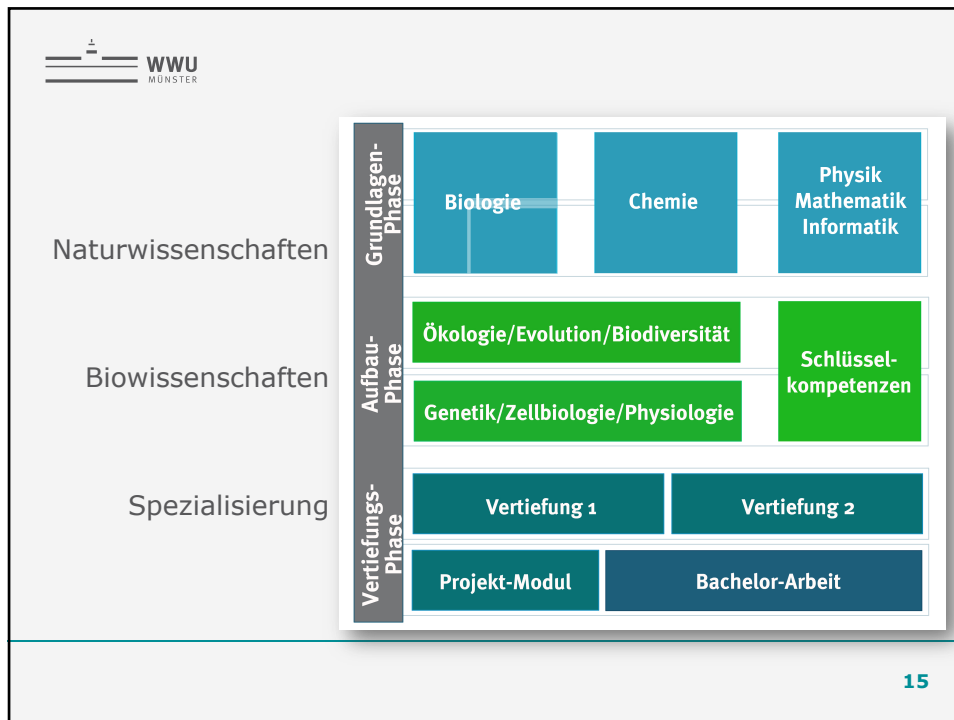 WWU
MÜNSTER
Naturwissenschaften
Biowissenschaften
Spezialisierung
Grundlagen-
Phase
Biologie
Chemie
Physik
Mathematik
Informatik
Aufbau-
Phase
Ökologie/Evolution/Biodiversität
Genetik/Zellbiologie/Physiologie
Schlüssel-
kompetenzen
Vertiefungs-
Phase
Vertiefung 1
Vertiefung 2
Projekt-Modul
Bachelor-Arbeit
15